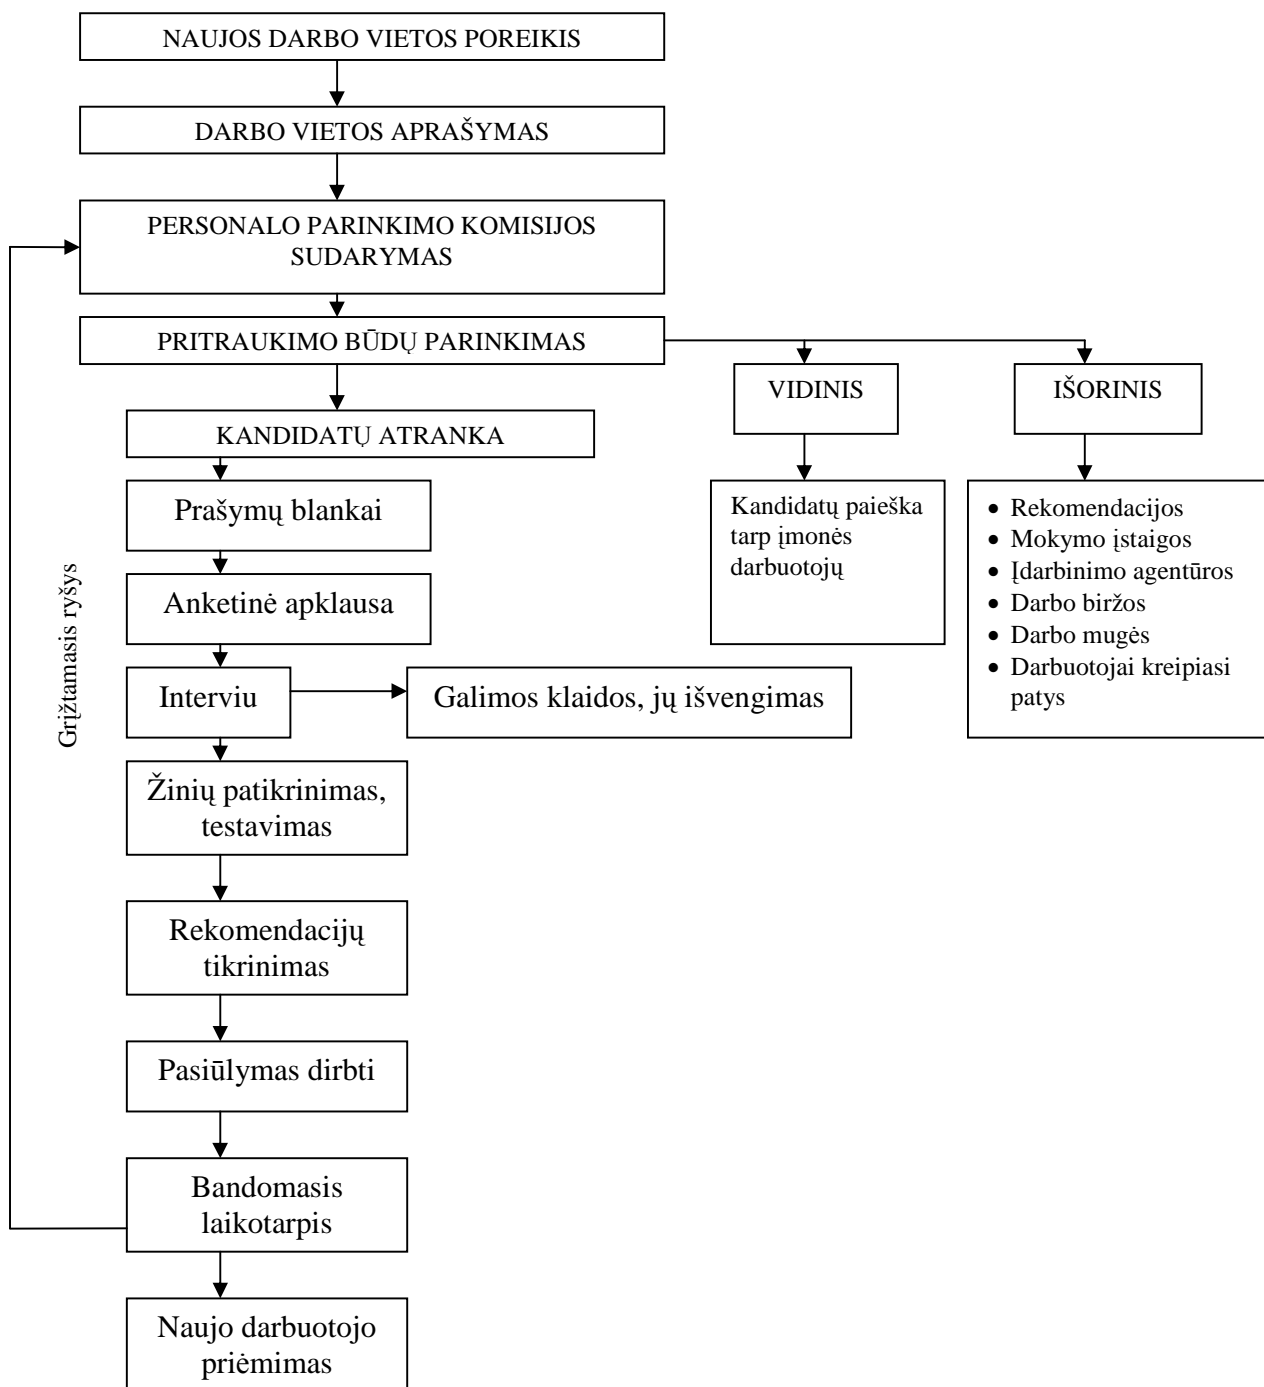 NAUJOS DARBO VIETOS POREIKIS
DARBO VIETOS APRAŠYMAS
PERSONALO PARINKIMO KOMISIJOS
SUDARYMAS
PRITRAUKIMO BŪDŲ PARINKIMAS
VIDINIS
IŠORINIS
KANDIDATŲ ATRANKA
Prašymų blankai
Kandidatų paieška
tarp įmonės
darbuotojų
• Rekomendacijos
• Mokymo įstaigos
• Įdarbinimo agentūros
• Darbo biržos
• Darbo mugės
• Darbuotojai kreipiasi
patys
Anketinė apklausa
Grįžtamasis ryšys
Interviu
Galimos klaidos, jų išvengimas
Žinių patikrinimas,
testavimas
Rekomendacijų
tikrinimas
Pasiūlymas dirbti
Bandomasis
laikotarpis
Naujo darbuotojo
priėmimas